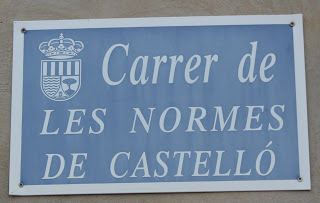 Carrer de
LES NORMES
DE CASTELLÓ